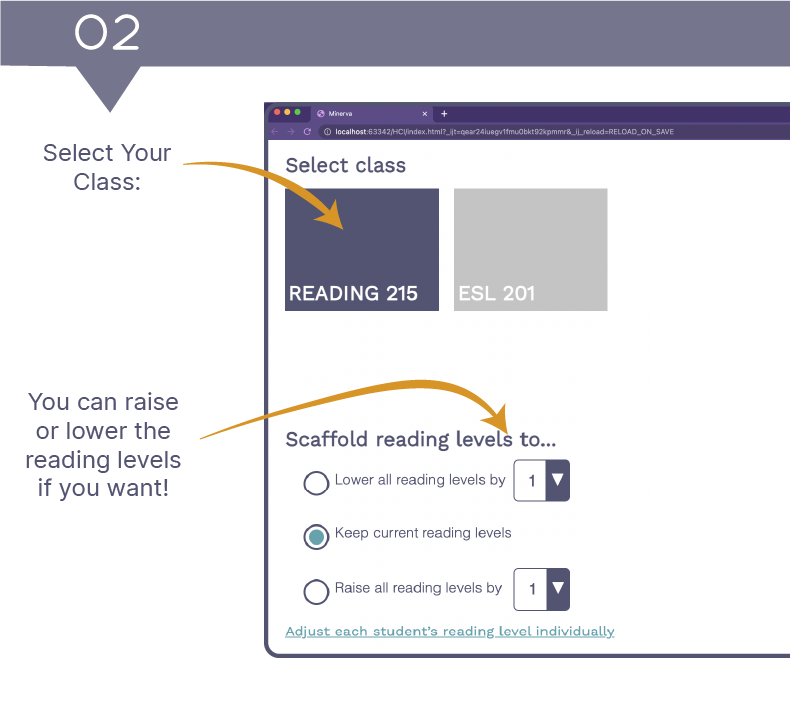 02
Select Your
Class:
Minerva
localhost:63342/HCI/index.html?_ijt=qear24iuegv1fmu0bkt92kpmmr&_ij_reload=RELOAD_ON_SAVE
Select class
READING 215
ESL 201
You can raise
or lower the
reading levels
if you want!
Scaffold reading levels to...
Lower all reading levels by 1
Keep current reading levels
Raise all reading levels by 1
Adjust each student's reading level individually